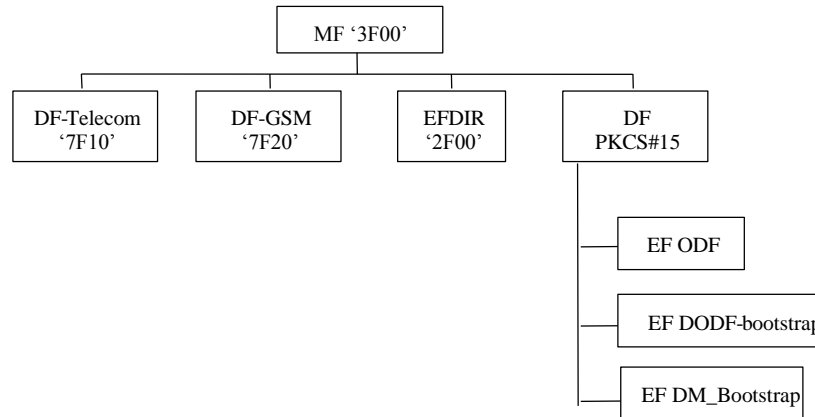 MF ‘3F00’
DF-Telecom
‘7F10’
DF-GSM
‘7F20’
EFDIR
‘2F00’
DF
PKCS#15
EF ODF
EF DODF-bootstrap
EF DM_Bootstrap